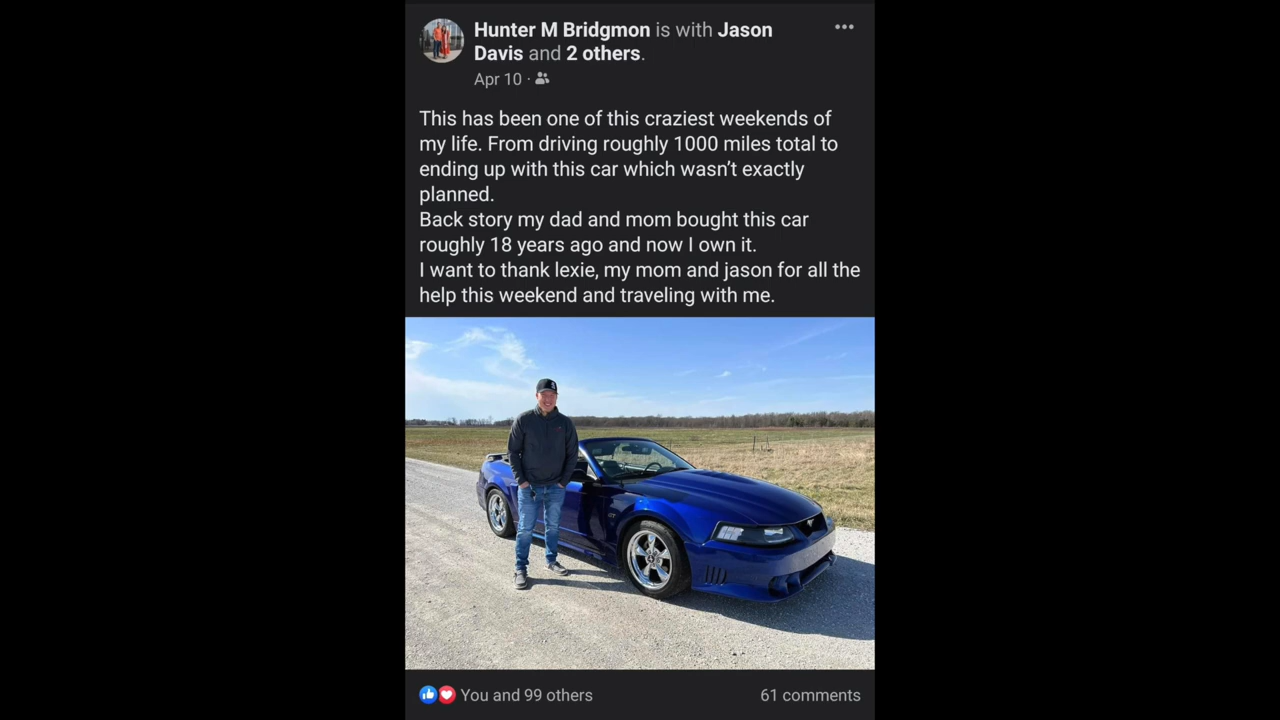 Hunter M Bridgmon is with Jason
Davis and 2 others.
Apr 10 ·
This has been one of this craziest weekends of
my life. From driving roughly 1000 miles total to
ending up with this car which wasn't exactly
planned.
Back story my dad and mom bought this car
roughly 18 years ago and now I own it.
I want to thank lexie, my mom and jason for all the
help this weekend and traveling with me.
GT
You and 99 others
61 comments